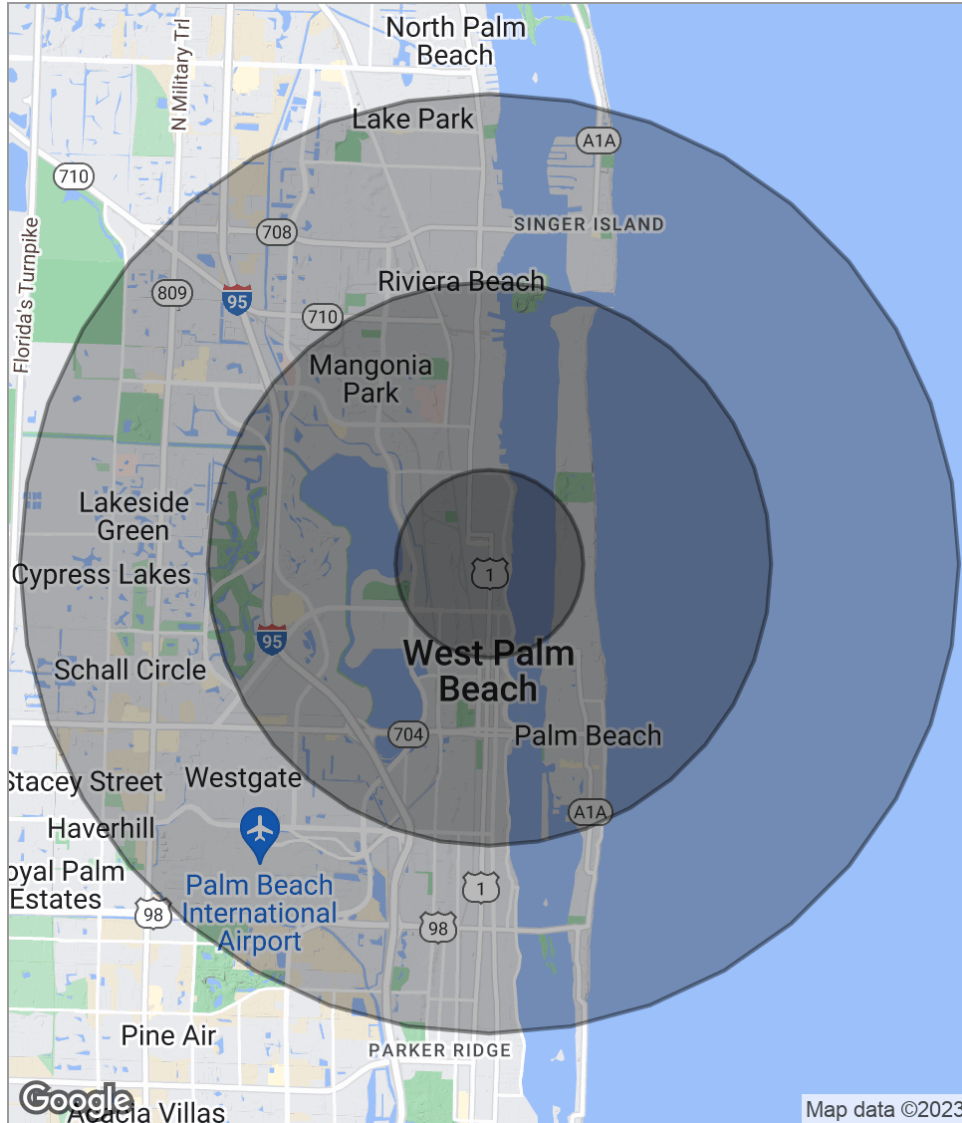 North Palm
Beach
N Military Trl
Lake Park
A1A
710
Florida's Turnpike
708
SINGER ISLAND
Riviera Beach
809
95
710
Mangonia
Park
Lakeside
Green
Cypress Lakes
1
95
West Palm
Beach
Schall Circle
704
Palm Beach
Stacey Street
Westgate
A1A
Haverhill
oyal Palm
Estates
Palm Beach
International
Airport
1
98
98
Pine Air
PARKER RIDGE
Google
Acacia Villas
Map data ©2023